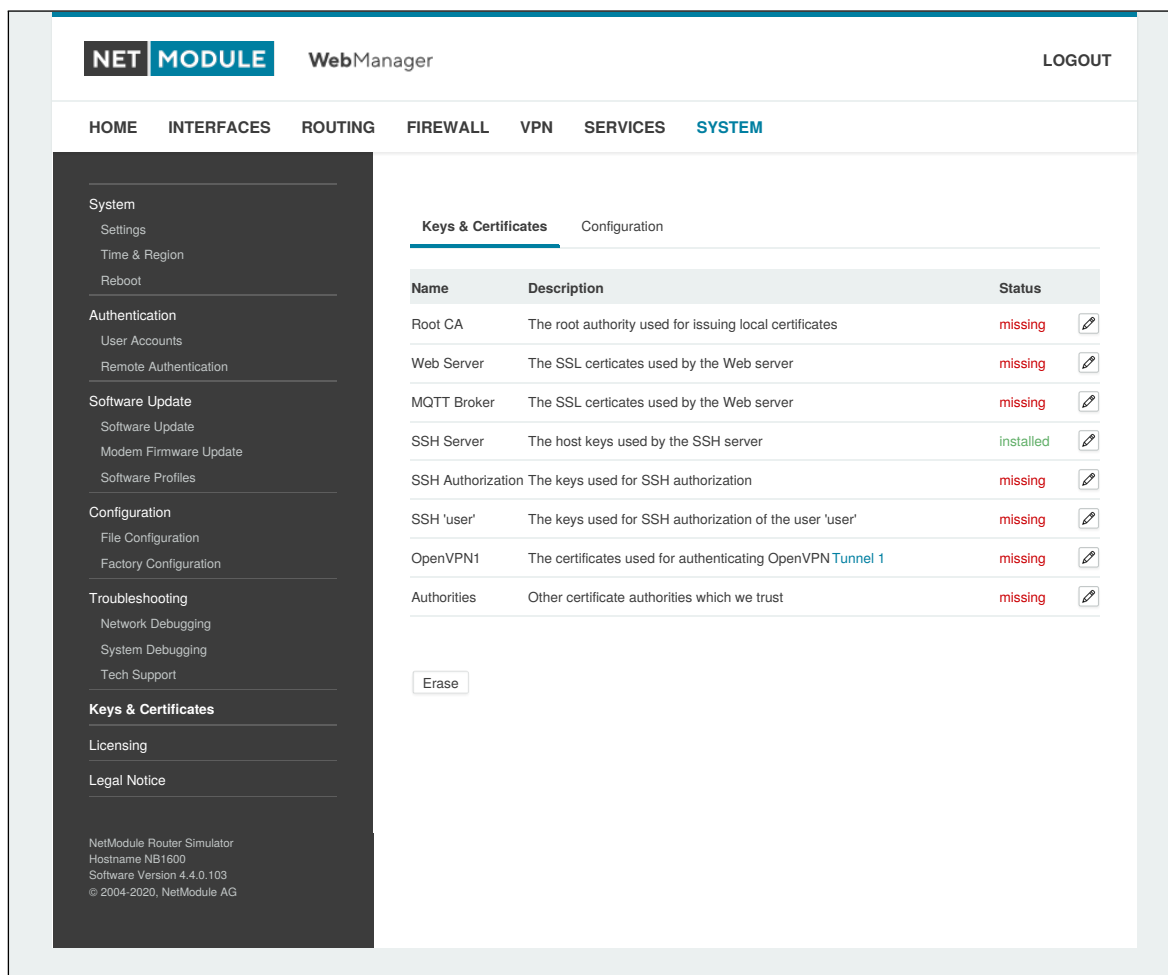 NET MODULE WebManager LOGOUT
HOME INTERFACES ROUTING FIREWALL VPN SERVICES SYSTEM
System
Settings
Time & Region
Reboot
Authentication
User Accounts
Remote Authentication
Software Update
Software Update
Modem Firmware Update
Software Profiles
Configuration
File Configuration
Factory Configuration
Troubleshooting
Network Debugging
System Debugging
Tech Support
Keys & Certificates
Licensing
Legal Notice
NetModule Router Simulator
Hostname NB1600
Software Version 4.4.0.103
© 2004-2020, NetModule AG
Keys & Certificates Configuration
Name Description Status
Root CA The root authority used for issuing local certificates missing
Web Server The SSL certicates used by the Web server missing
MQTT Broker The SSL certicates used by the Web server missing
SSH Server The host keys used by the SSH server installed
SSH Authorization The keys used for SSH authorization missing
SSH 'user' The keys used for SSH authorization of the user 'user' missing
OpenVPN1 The certificates used for authenticating OpenVPN Tunnel 1 missing
Authorities Other certificate authorities which we trust missing
Erase